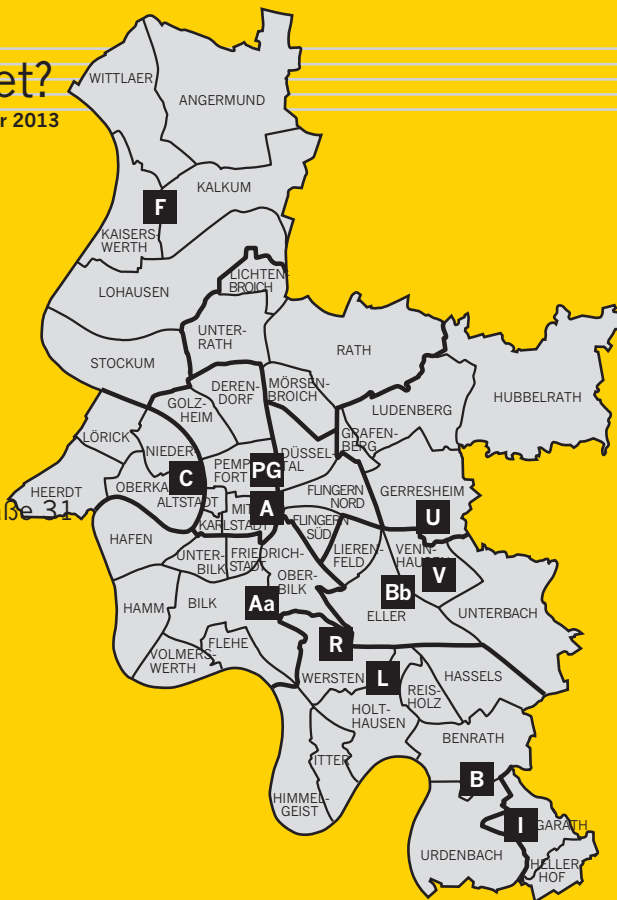 et?
r 2013
WITTLAER
ANGERMUND
KALKUM
F
KAISERS-
WERTH
LOHAUSEN
LICHTEN-
BROICH
UNTER-
RATH
STOCKUM
RATH
MÖRSEN-
BROICH
DEREN-
DORF
GOLZ-
HEIM
LUDENBERG
HUBBELRATH
LÖRICK
NIEDER-
GRAFEN-
BERG
DÜSSEL-
TAL
PEMP
FORT
PG
C
OBERKA
ALTSTADT
HEERDT
ße 31
FLINGERN
NORD
GERRESHEIM
A
MIT
KARLSTADT
FLINGERN
SÜD
U
HAFEN
UNTER-
BILK
FRIEDRICH-
STADT
LIEREN-
FELD
VENN-
HAU
V
OBER-
BILK
Bb
ELLER
HAMM
BILK
Aa
UNTERBACH
FLEHE
VOLMERS-
WERTH
R
WERSTEN
L
HASSELS
REIS-
HOLZ
HOLT-
HAUSEN
BENRATH
ITTER
B
HIMMEL-
GEIST
I
GARATH
URDENBACH
HELLER-
HOF